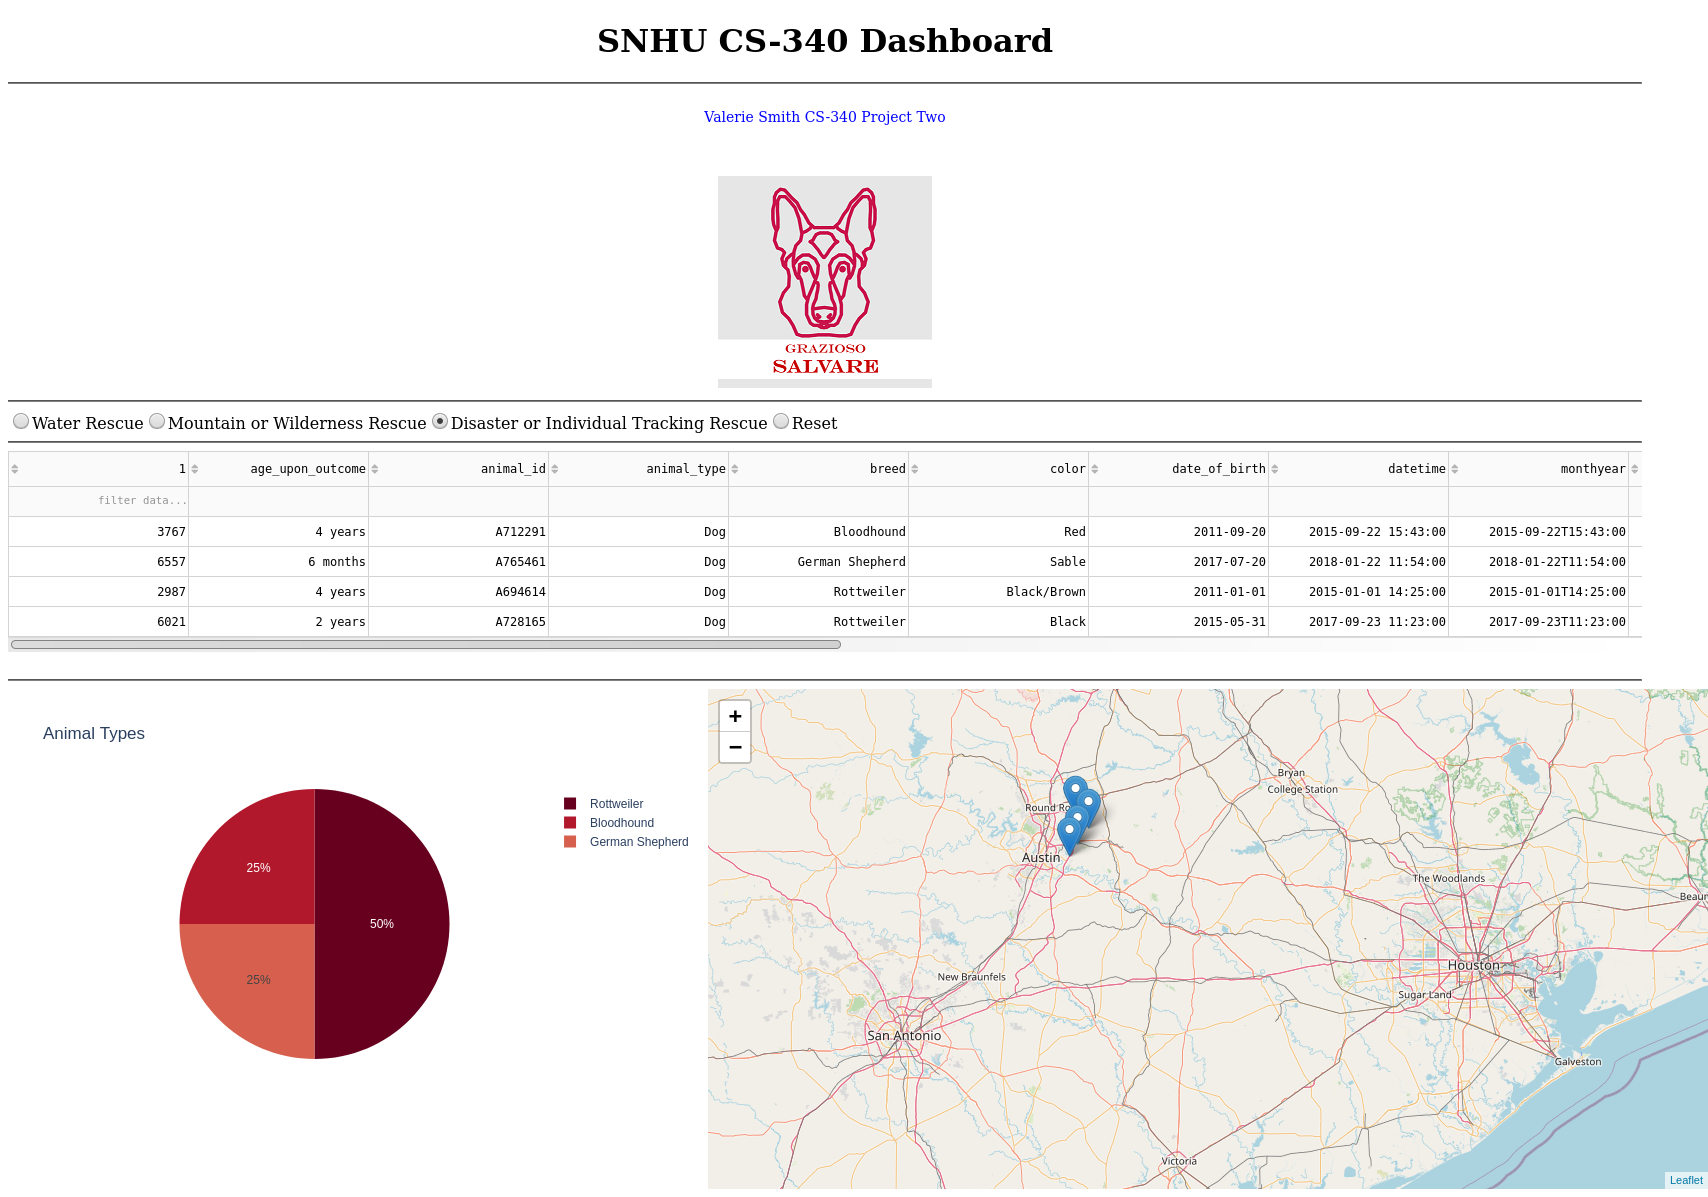 SNHU CS-340 Dashboard
Valerie Smith CS-340 Project Two
GRAZIOSO
SALVARE
Water Rescue Mountain or Wilderness Rescue Disaster or Individual Tracking Rescue Reset
1 age_upon_outcome animal_id animal_type breed color date_of_birth datetime monthyear
filter data...
3767 4 years A712291 Dog Bloodhound Red 2011-09-20 2015-09-22 15:43:00 2015-09-22T15:43:00
6557 6 months A765461 Dog German Shepherd Sable 2017-07-20 2018-01-22 11:54:00 2018-01-22T11:54:00
2987 4 years A694614 Dog Rottweiler Black/Brown 2011-01-01 2015-01-01 14:25:00 2015-01-01T14:25:00
6021 2 years A728165 Dog Rottweiler Black 2015-05-31 2017-09-23 11:23:00 2017-09-23T11:23:00
Animal Types
Rottweiler
Bloodhound
German Shepherd
25%
50%
25%
+
−
Bryan
College Station
Round Ro
Austin
The Woodlands
Beaum
New Braunfels
Houston
Sugar Land
San Antonio
Galveston
Victoria
Leaflet